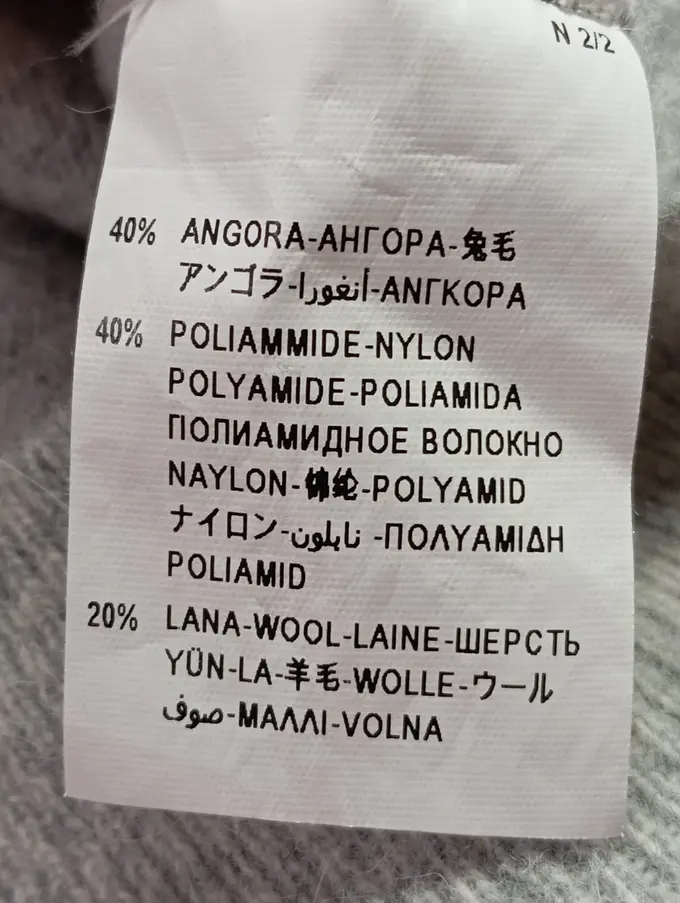 N 2/2
40% ANGORA-АНГОРА-兔毛
アンゴラ-أنغورا-ΑΝΓΚΟΡΑ
40% POLIAMMIDE-NYLON
POLYAMIDE-POLIAMIDA
ПОЛИАМИДНОЕ ВОЛОКНО
NAYLON-锦纶-POLYAMID
ナイロン-نايلون -ΠΟΛΥΑΜΙΔΗ
POLIAMID
20% LANA-WOOL-LAINE-ШЕРСТЬ
YÜN-LA-羊毛-WOLLE-ウール
صوف-ΜΑΛΛΙ-VOLNA